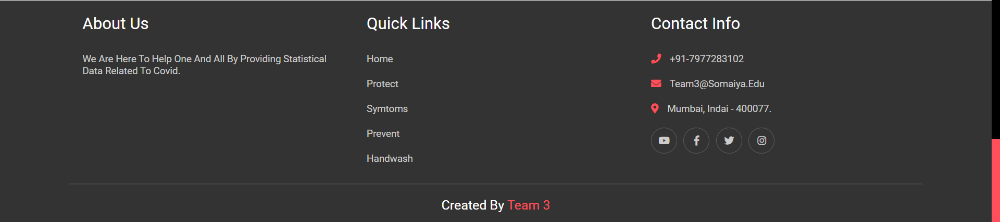 About Us
We Are Here To Help One And All By Providing Statistical
Data Related To Covid.
Quick Links
Home
Protect
Symtoms
Prevent
Handwash
Contact Info
+91-7977283102
Team3@Somaiya.Edu
Mumbai, Indai - 400077.
Created By Team 3